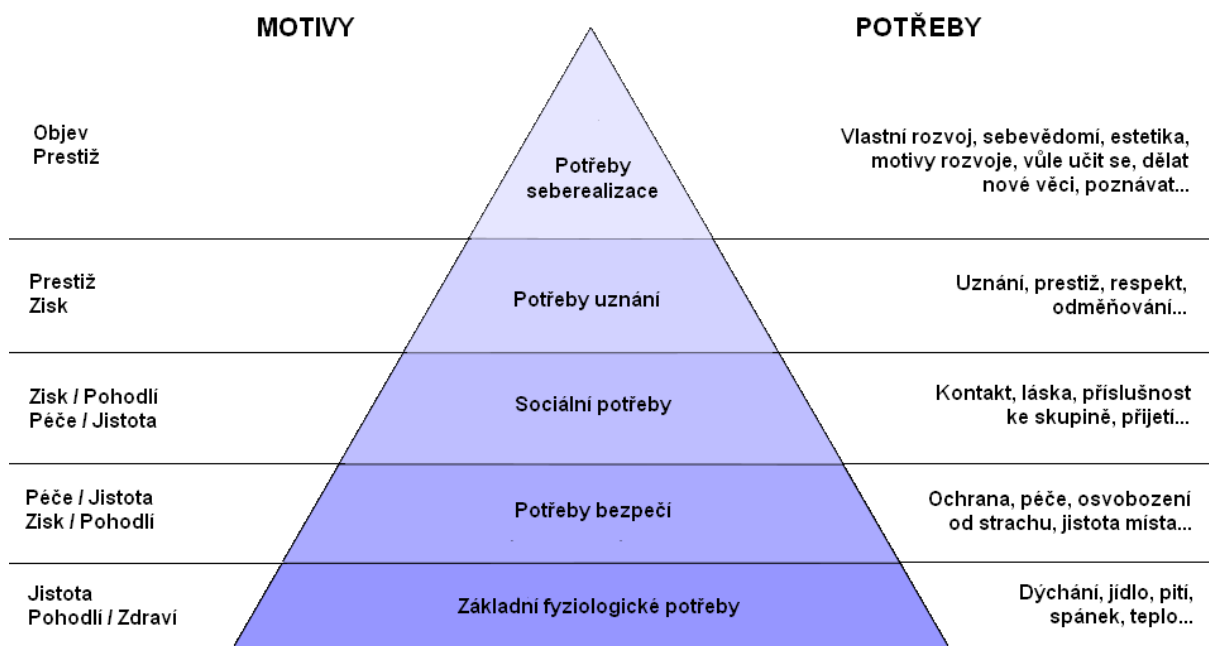 MOTIVY
POTŘEBY
Objev
Prestiž
Potřeby
seberealizace
Vlastní rozvoj, sebevědomí, estetika,
motivy rozvoje, vůle učit se, dělat
nové věci, poznávat...
Prestiž
Zisk
Potřeby uznání
Uznání, prestiž, respekt,
odměňování...
Zisk / Pohodlí
Péče / Jistota
Sociální potřeby
Kontakt, láska, příslušnost
ke skupině, přijetí...
Péče / Jistota
Zisk / Pohodlí
Potřeby bezpečí
Ochrana, péče, osvobození
od strachu, jistota místa...
Jistota
Pohodlí / Zdraví
Základní fyziologické potřeby
Dýchání, jídlo, pití,
spánek, teplo...